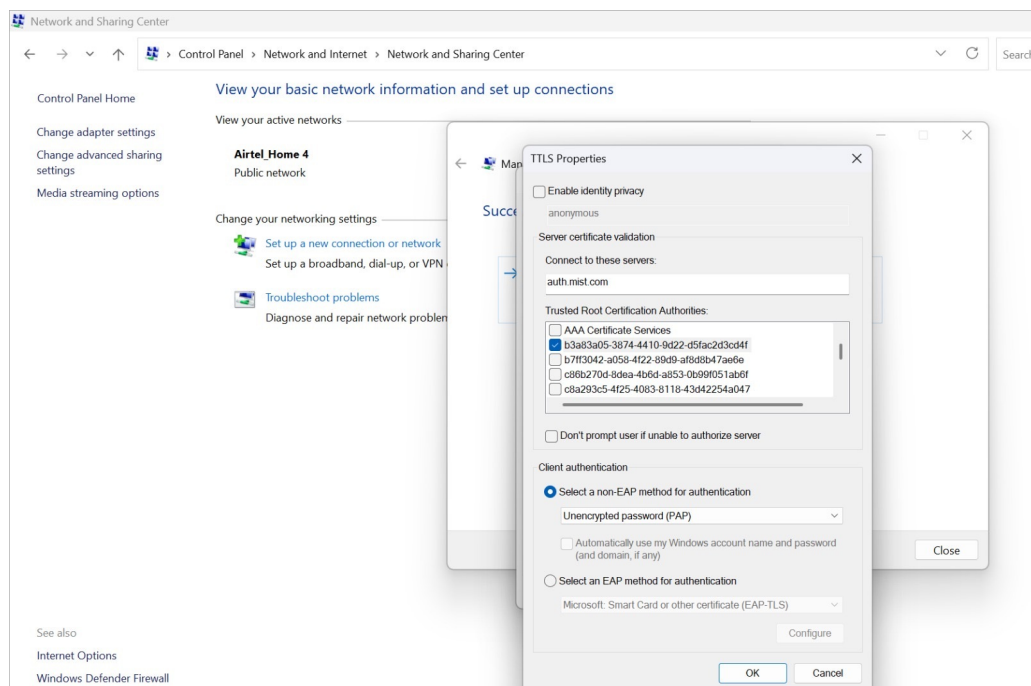 Network and Sharing Center
Control Panel > Network and Internet > Network and Sharing Center
Search
Control Panel Home
Change adapter settings
Change advanced sharing
settings
Media streaming options
See also
Internet Options
Windows Defender Firewall
View your basic network information and set up connections
View your active networks
Airtel_Home 4
Public network
Change your networking settings
Set up a new connection or network
Set up a broadband, dial-up, or VPN
Troubleshoot problems
Diagnose and repair network
TTLS Properties
Enable identity privacy
anonymous
Server certificate validation
Connect to these servers:
auth.mist.com
Trusted Root Certification Authorities:
AAA Certificate Services
b3a83a05-3874-4410-9d22-d5fac2d3cd4f
b7ff3042-a058-4f22-89d9-af8d8b47ae6e
c86b270d-8dea-4b6d-a853-0b99f051ab6f
c8a293c5-4f25-4083-8118-43d42254a047
Don't prompt user if unable to authorize server
Client authentication
Select a non-EAP method for authentication
Unencrypted password (PAP)
Automatically use my Windows account name and password
(and domain, if any)
Select an EAP method for authentication
Microsoft: Smart Card or other certificate (EAP-TLS)
Configure
OK
Cancel
Close